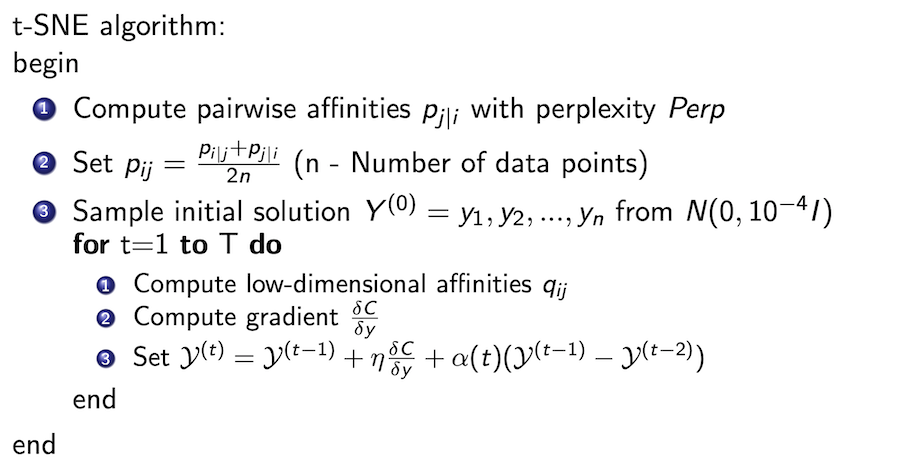 t-SNE algorithm:
begin
1 Compute pairwise affinities $p_{j|i}$ with perplexity $Perp$
2 Set $p_{ij} = \frac{p_{i|j}+p_{j|i}}{2n}$ (n - Number of data points)
3 Sample initial solution $Y^{(0)} = y_1, y_2, ..., y_n$ from $N(0, 10^{-4}I)$
for t=1 to T do
1 Compute low-dimensional affinities $q_{ij}$
2 Compute gradient $\frac{\delta C}{\delta y}$
3 Set $\mathcal{Y}^{(t)} = \mathcal{Y}^{(t-1)} + \eta\frac{\delta C}{\delta y} + \alpha(t)(\mathcal{Y}^{(t-1)} - \mathcal{Y}^{(t-2)})$
end
end